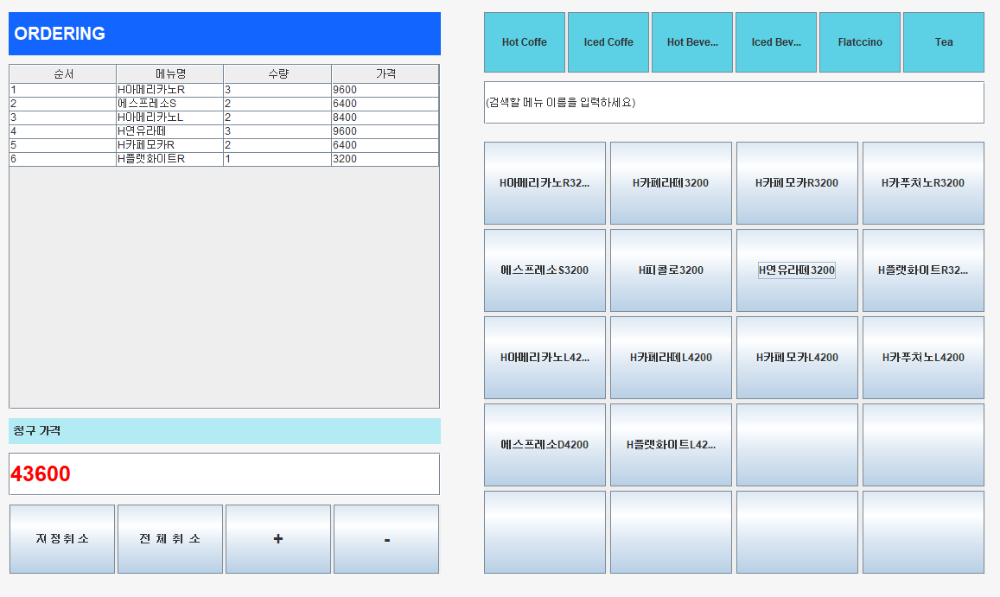 ORDERING
순서 메뉴명 수량 가격
1 H아메리카노R 3 9600
2 에스프레소S 2 6400
3 H아메리카노L 2 8400
4 H연유라떼 3 9600
5 H카페모카R 2 6400
6 H플랫화이트R 1 3200
청구 가격
43600
지정취소 전 체 취 소 + -
Hot Coffe Iced Coffe Hot Beve... Iced Bev... Flatccino Tea
(검색할 메뉴 이름을 입력하세요)
H아메리카노R32... H카페라떼3200 H카페모카R3200 H카푸처노R3200
에스프레소S3200 H피콜로3200 H연유라떼3200 H플랫화이트R32...
H아메리카노L42... H카페라떼L4200 H카페모카L4200 H카푸처노L4200
에스프레소D4200 H플랫화이트L42...